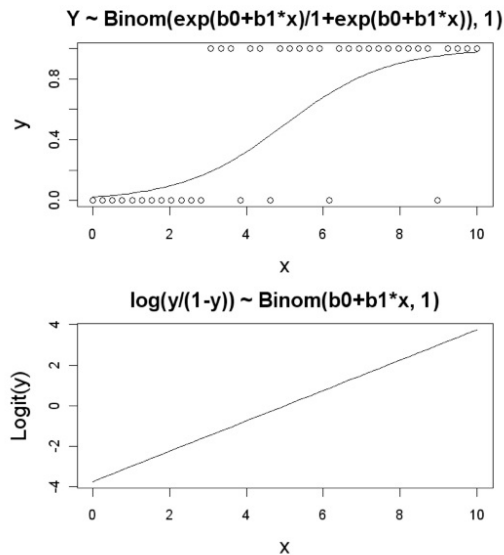 Y ~ Binom(exp(b0+b1*x)/1+exp(b0+b1*x)), 1)
y
0.8
0.4
0.0
0 2 4 6 8 10
x
log(y/(1-y)) ~ Binom(b0+b1*x, 1)
Logit(y)
4
2
0
-2
-4
0 2 4 6 8 10
x